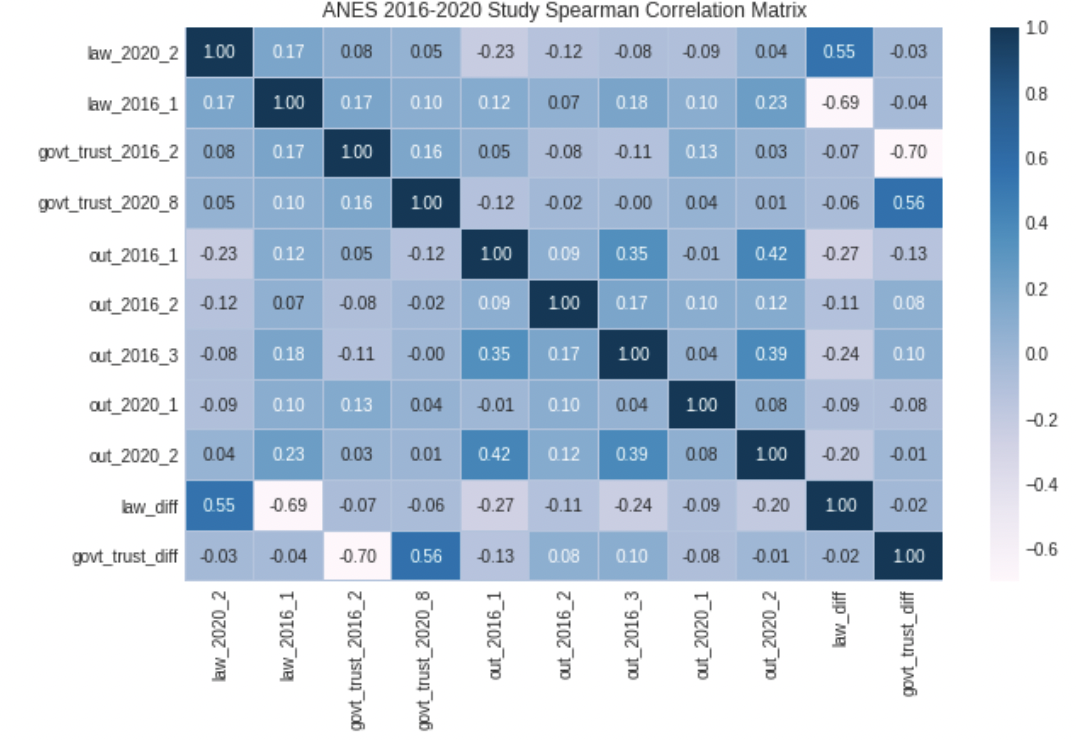 ANES 2016-2020 Study Spearman Correlation Matrix
law_2020_2 1.00 0.17 0.08 0.05 -0.23 -0.12 -0.08 -0.09 0.04 0.55 -0.03
law_2016_1 0.17 1.00 0.17 0.10 0.12 0.07 0.18 0.10 0.23 -0.69 -0.04
govt_trust_2016_2 0.08 0.17 1.00 0.16 0.05 -0.08 -0.11 0.13 0.03 -0.07 -0.70
govt_trust_2020_8 0.05 0.10 0.16 1.00 -0.12 -0.02 -0.00 0.04 0.01 -0.06 0.56
out_2016_1 -0.23 0.12 0.05 -0.12 1.00 0.09 0.35 -0.01 0.42 -0.27 -0.13
out_2016_2 -0.12 0.07 -0.08 -0.02 0.09 1.00 0.17 0.10 0.12 -0.11 0.08
out_2016_3 -0.08 0.18 -0.11 -0.00 0.35 0.17 1.00 0.04 0.39 -0.24 0.10
out_2020_1 -0.09 0.10 0.13 0.04 -0.01 0.10 0.04 1.00 0.08 -0.09 -0.08
out_2020_2 0.04 0.23 0.03 0.01 0.42 0.12 0.39 0.08 1.00 -0.20 -0.01
law_diff 0.55 -0.69 -0.07 -0.06 -0.27 -0.11 -0.24 -0.09 -0.20 1.00 -0.02
govt_trust_diff -0.03 -0.04 -0.70 0.56 -0.13 0.08 0.10 -0.08 -0.01 -0.02 1.00
law_2020_2 law_2016_1 govt_trust_2016_2 govt_trust_2020_8 out_2016_1 out_2016_2 out_2016_3 out_2020_1 out_2020_2 law_diff govt_trust_diff
1.0
0.8
0.6
0.4
0.2
0.0
−0.2
−0.4
−0.6